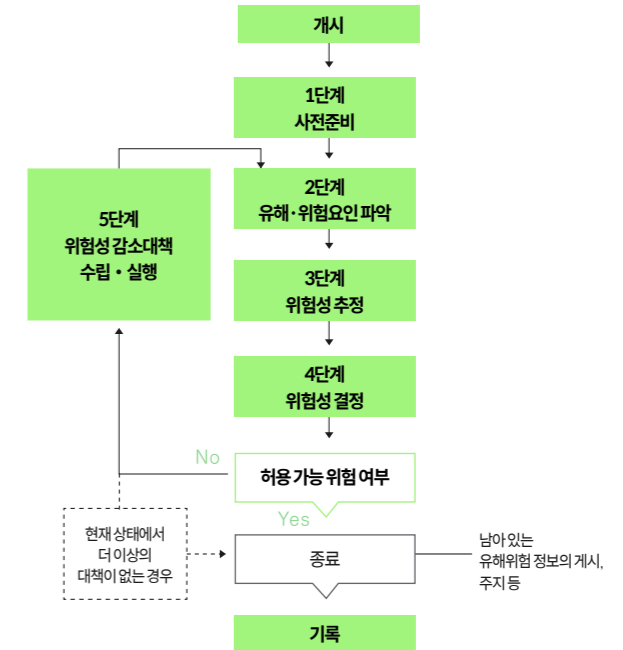 개시
1단계
사전준비
2단계
유해·위험요인 파악
5단계
위험성 감소대책
수립 • 실행
3단계
위험성 추정
4단계
위험성 결정
No
허용 가능 위험 여부
Yes
현재 상태에서
더 이상의
대책이 없는 경우
종료
남아 있는
유해위험 정보의 게시,
주지 등
기록